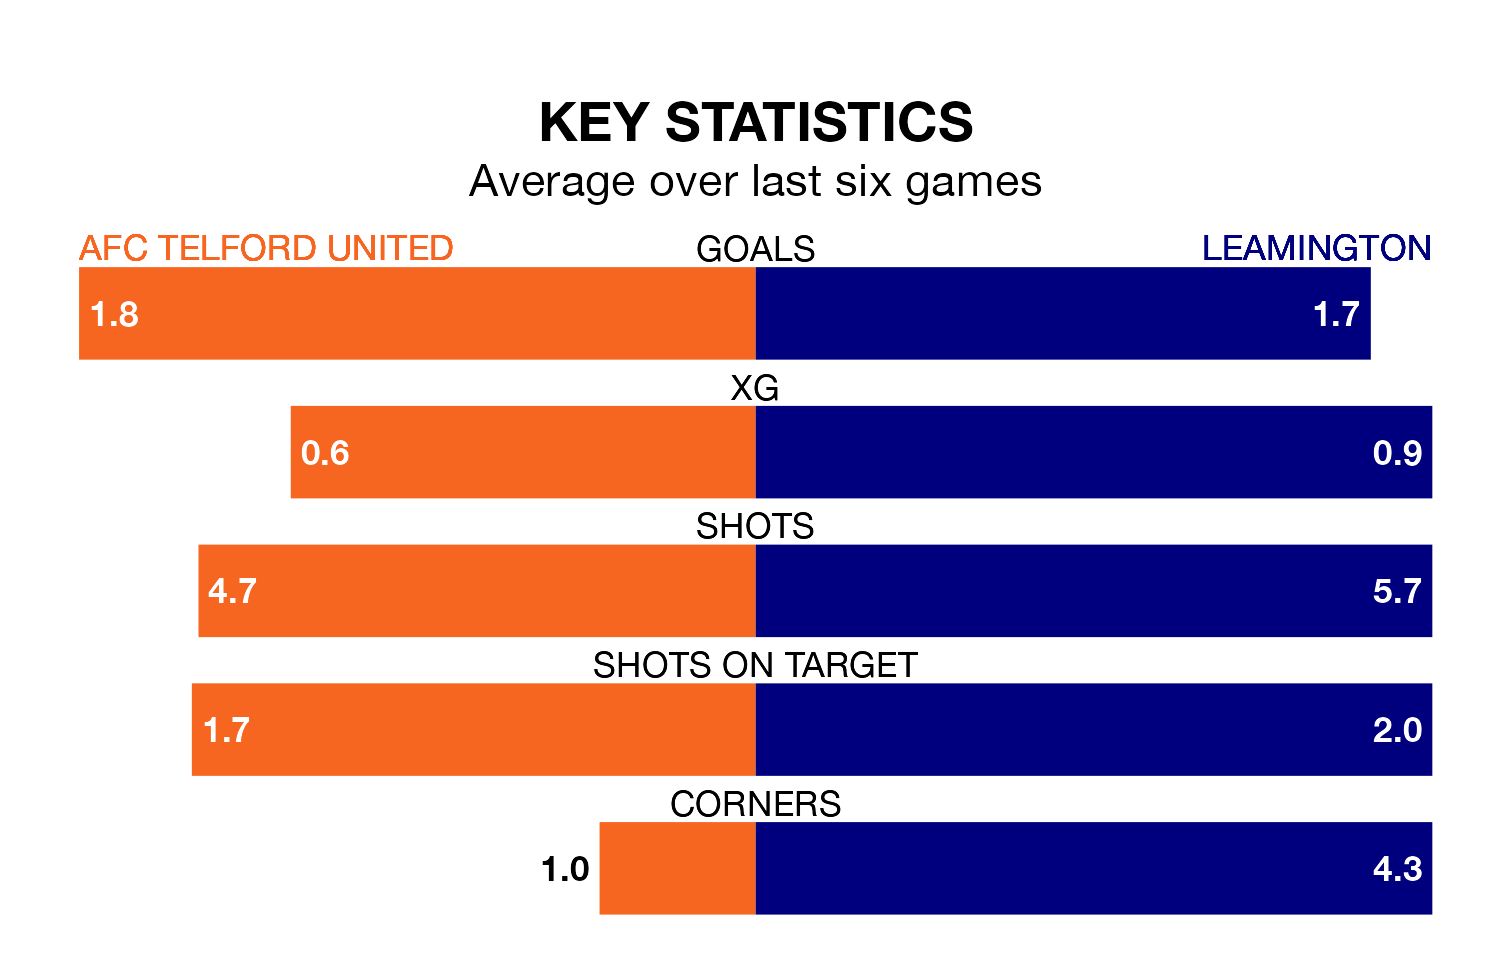 KEY STATISTICS
Average over last six games
AFC TELFORD UNITED GOALS LEAMINGTON
1.8 1.7
XG
0.6 0.9
SHOTS
4.7 5.7
SHOTS ON TARGET
1.7 2.0
CORNERS
1.0 4.3